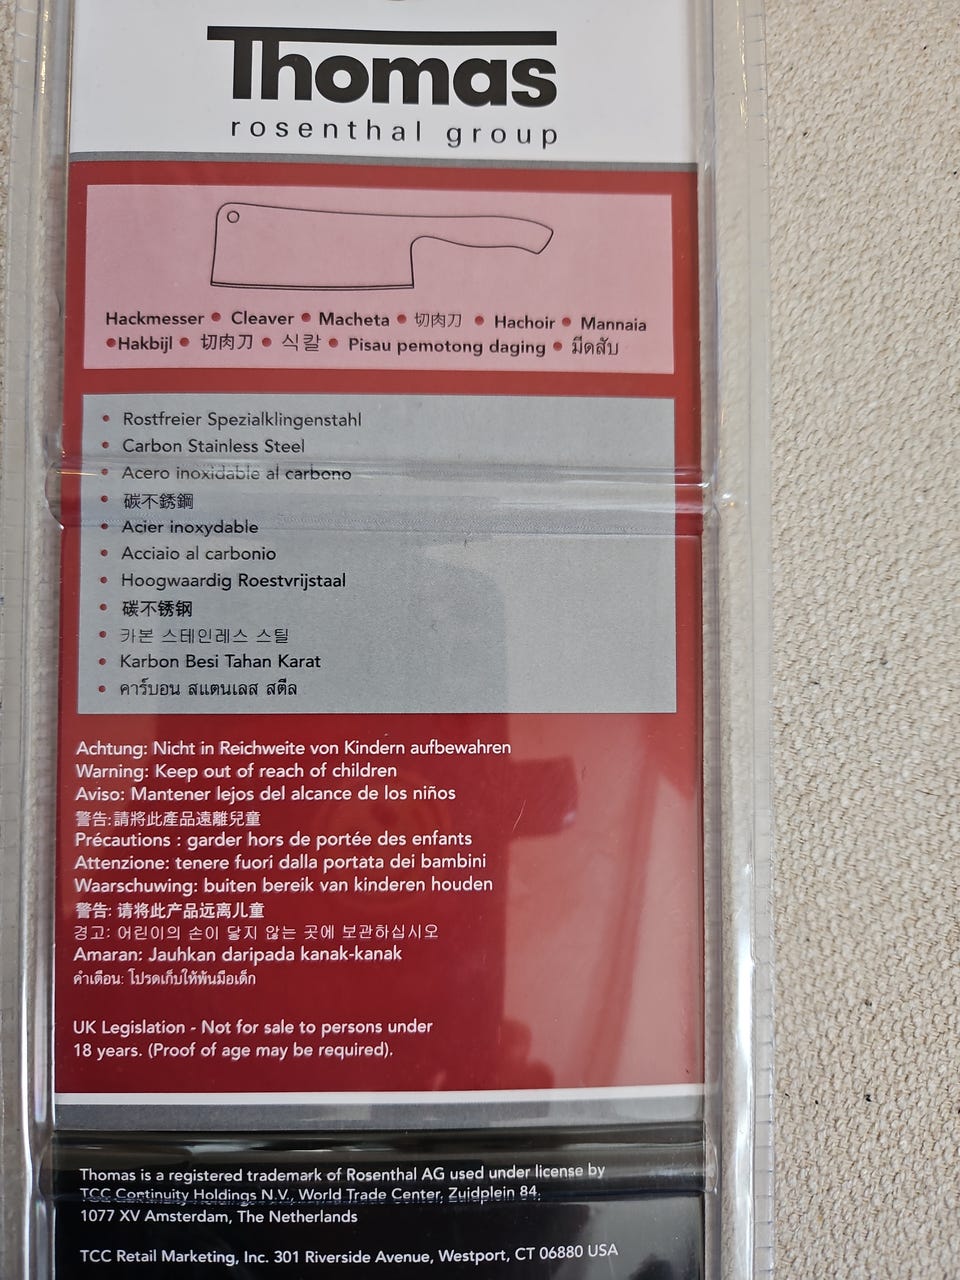 Thomas
rosenthal group
Hackmesser • Cleaver • Macheta • 切肉刀 • Hachoir • Mannaia
•Hakbijl • 切肉刀 • 식칼 • Pisau pemotong daging • มีดสับ
• Rostfreier Spezialklingenstahl
• Carbon Stainless Steel
• Acero inoxidable al carbono
• 碳不銹鋼
• Acier inoxydable
• Acciaio al carbonio
• Hoogwaardig Roestvrijstaal
• 碳不锈钢
• 카본 스테인레스 스틸
• Karbon Besi Tahan Karat
• คาร์บอน สแตนเลส สตีล
Achtung: Nicht in Reichweite von Kindern aufbewahren
Warning: Keep out of reach of children
Aviso: Mantener lejos del alcance de los niños
警告:請將此產品遠離兒童
Précautions : garder hors de portée des enfants
Attenzione: tenere fuori dalla portata dei bambini
Waarschuwing: buiten bereik van kinderen houden
警告: 请将此产品远离儿童
경고: 어린이의 손이 닿지 않는 곳에 보관하십시오
Amaran: Jauhkan daripada kanak-kanak
คำเตือน: โปรดเก็บให้พ้นมือเด็ก
UK Legislation - Not for sale to persons under
18 years. (Proof of age may be required).
Thomas is a registered trademark of Rosenthal AG used under license by
TCC Continuity Holdings N.V., World Trade Center, Zuidplein 84,
1077 XV Amsterdam, The Netherlands
TCC Retail Marketing, Inc. 301 Riverside Avenue, Westport, CT 06880 USA